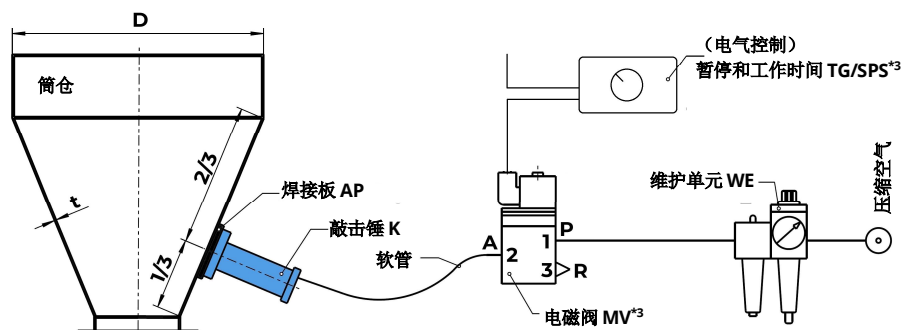 D
筒仓
2/3
t
1/3
焊接板 AP
敲击锤 K
软管
A
2
1
P
3
R
电磁阀 MV*3
（电气控制）
暂停和工作时间 TG/SPS*3
维护单元 WE
压缩空气